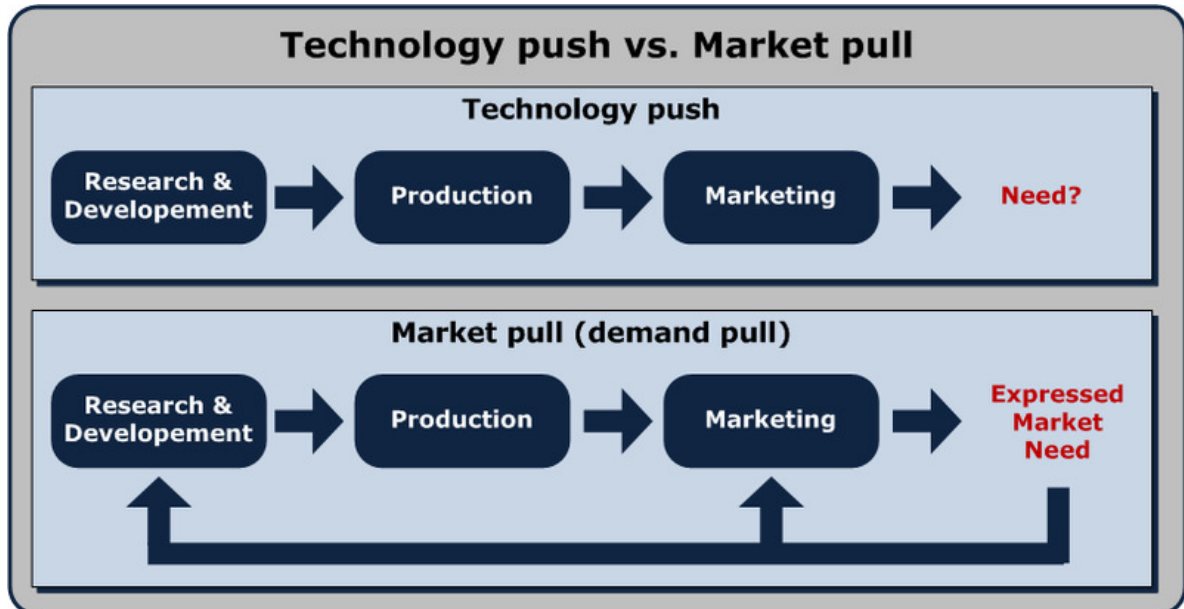 Technology push vs. Market pull
Technology push
Research &
Developement
Production
Marketing
Need?
Market pull (demand pull)
Research &
Developement
Production
Marketing
Expressed
Market
Need